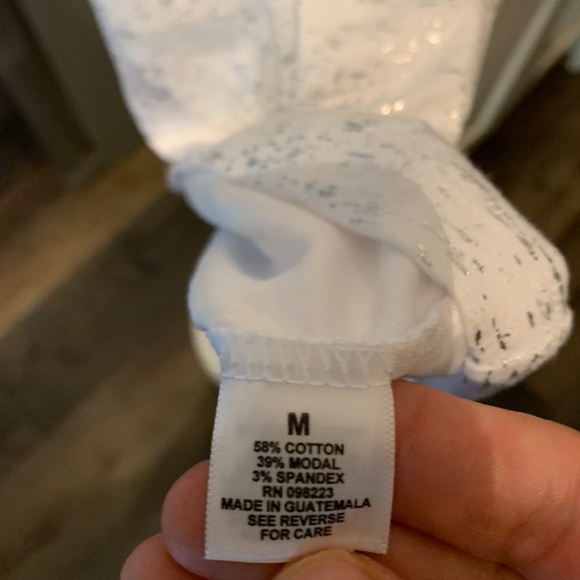 M
58% COTTON
39% MODAL
3% SPANDEX
RN 098223
MADE IN GUATEMALA
SEE REVERSE
FOR CARE